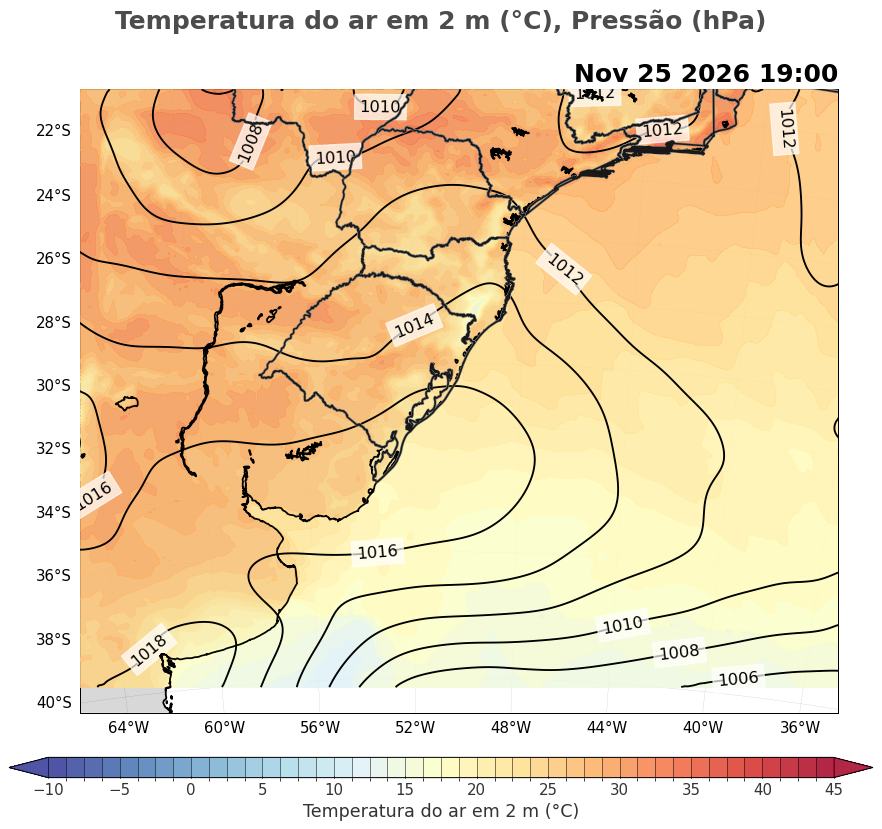 Temperatura do ar em 2 m (°C), Pressão (hPa)
Nov 25 2026 19:00
1012
1010
1008
1010
1012
1012
1012
1014
1016
1016
1018
1010
1008
1006
22°S
24°S
26°S
28°S
30°S
32°S
34°S
36°S
38°S
40°S
64°W 60°W 56°W 52°W 48°W 44°W 40°W 36°W
−10 −5 0 5 10 15 20 25 30 35 40 45
Temperatura do ar em 2 m (°C)